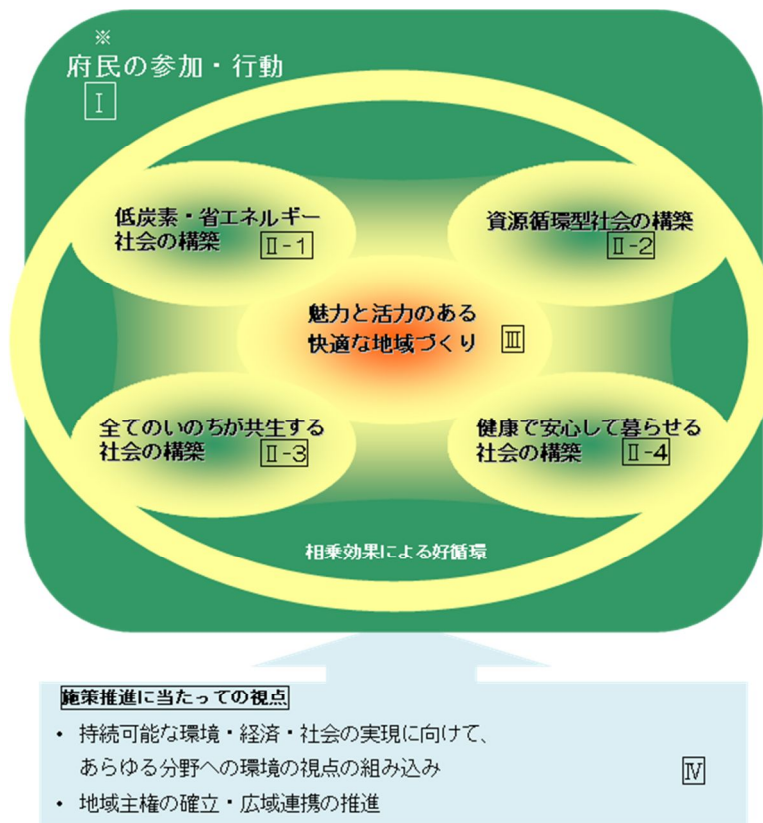 ※
府民の参加・行動
Ⅰ
低炭素・省エネルギー
社会の構築 Ⅱ-1
資源循環型社会の構築
Ⅱ-2
魅力と活力のある
快適な地域づくり Ⅲ
全てのいのちが共生する
社会の構築 Ⅱ-3
健康で安心して暮らせる
社会の構築 Ⅱ-4
相乗効果による好循環
施策推進に当たっての視点
・ 持続可能な環境・経済・社会の実現に向けて、
あらゆる分野への環境の視点の組み込み
Ⅳ
・ 地域主権の確立・広域連携の推進